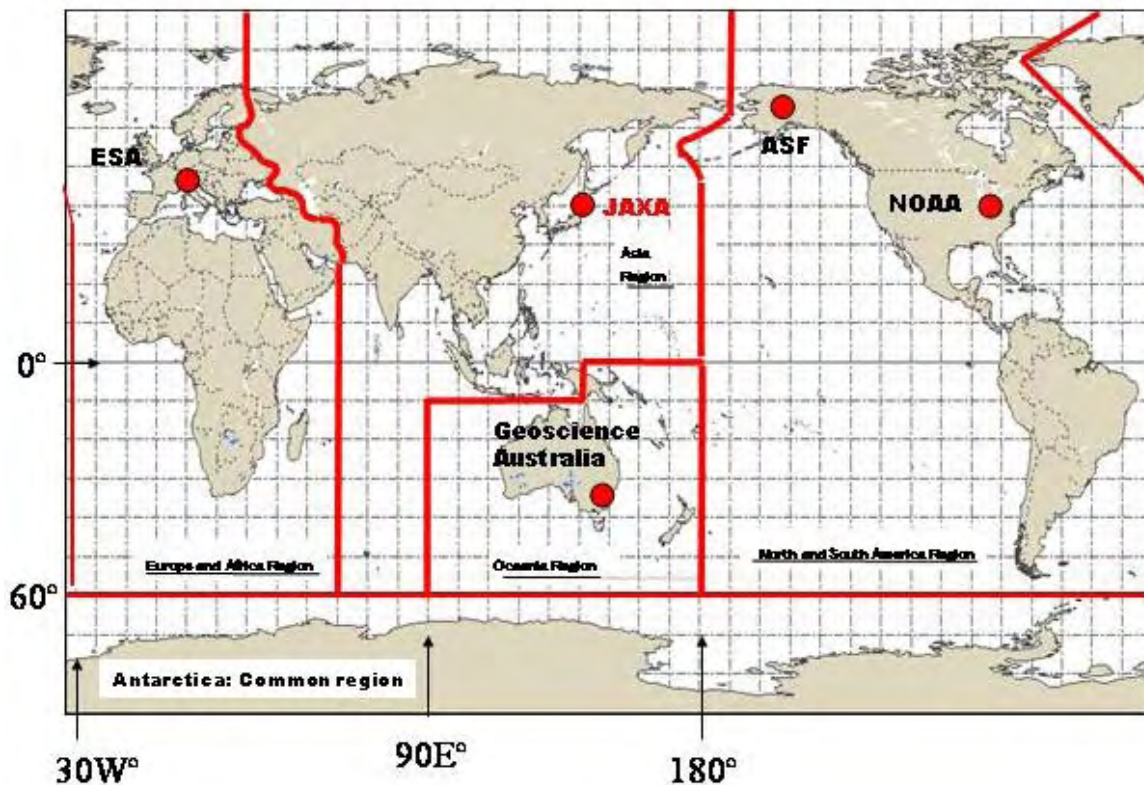 ESA
ASF
JAXA
NOAA
Asia
Region
0°
Geoscience
Australia
Europe and Africa Region
Oceania Region
North and South America Region
60°
Antarctica: Common region
30W°
90E°
180°